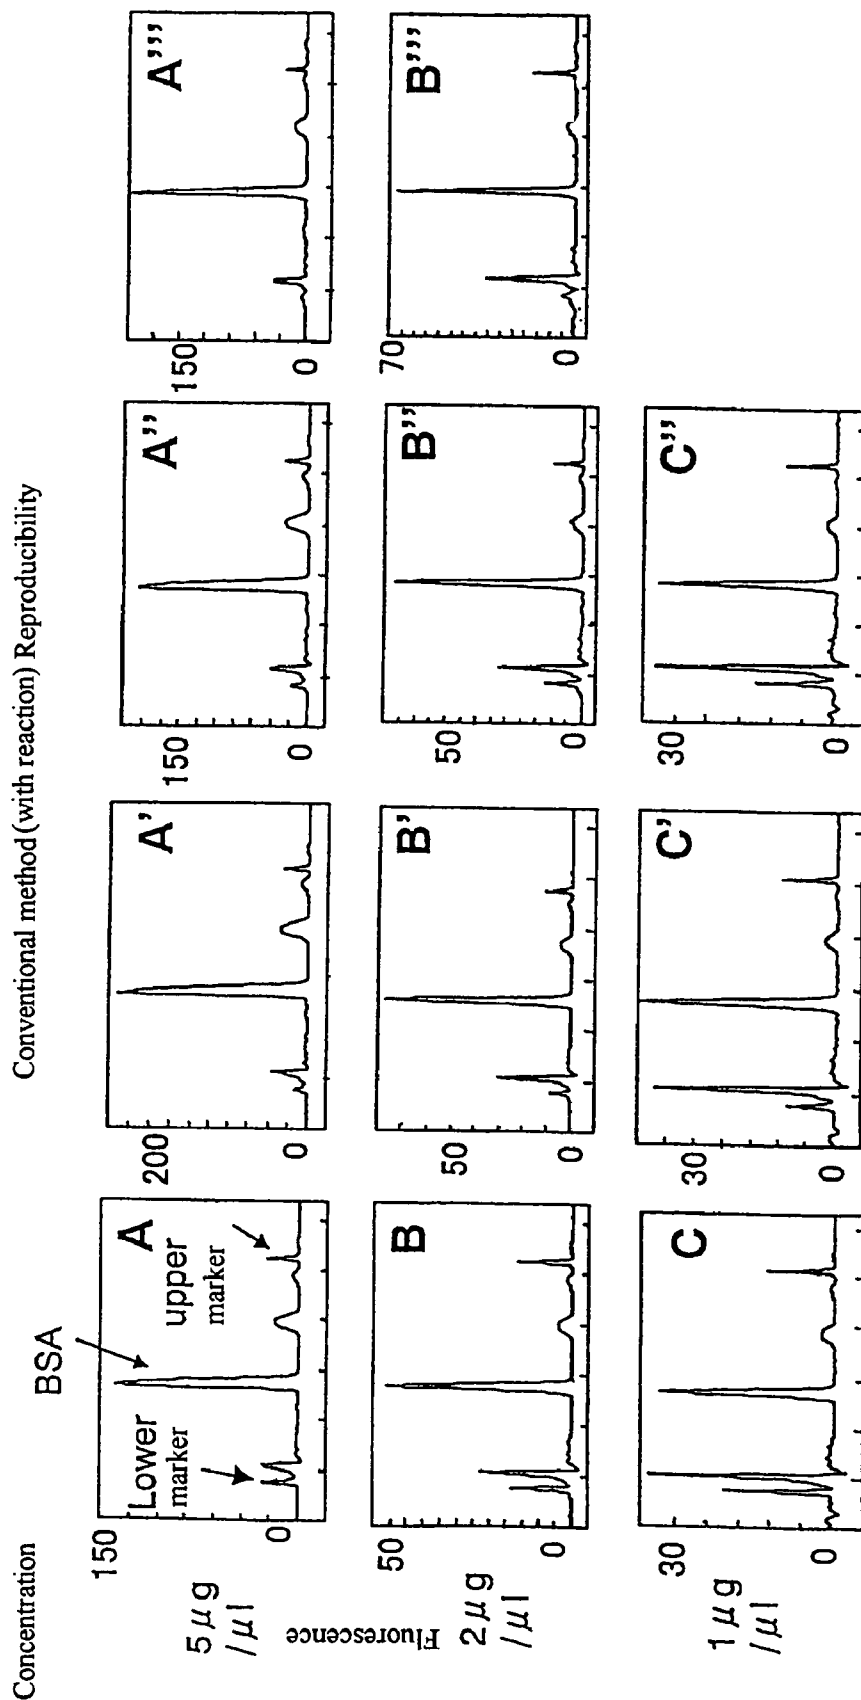 Conventional method (with reaction) Reproducibility
Concentration
BSA
5 μg
/μl
150
0
A
Lower
marker
upper
marker
200
0
A'
150
0
A''
150
0
A'''
Fluorescence
2 μg
/μl
50
0
B
50
0
B'
50
0
B''
70
0
B'''
1 μg
/μl
30
0
C
30
0
C'
30
0
C''